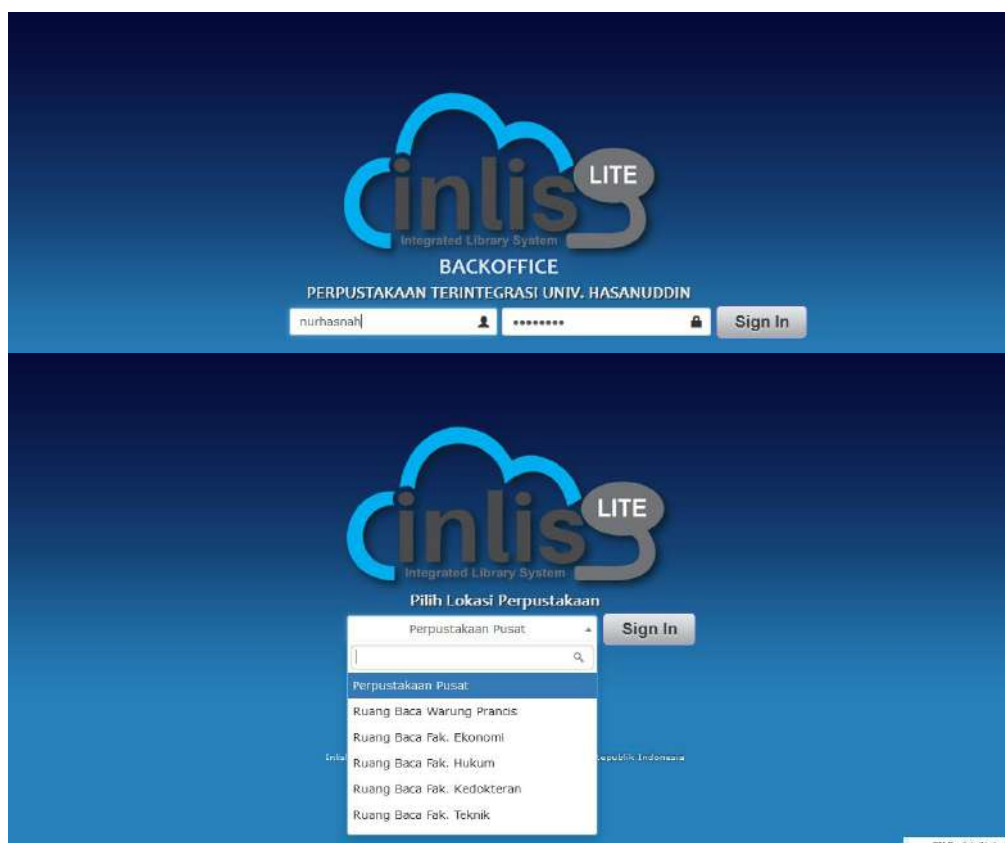 inlis LITE
Integrated Library System
BACKOFFICE
PERPUSTAKAAN TERINTEGRASI UNIV. HASANUDDIN
nurhasnah
•••••••• Sign In
inlis LITE
Integrated Library System
Pilih Lokasi Perpustakaan
Perpustakaan Pusat Sign In
Perpustakaan Pusat
Ruang Baca Warung Prancis
Ruang Baca Fak. Ekonomi
Ruang Baca Fak. Hukum
Ruang Baca Fak. Kedokteran
Ruang Baca Fak. Teknik
Republik Indonesia